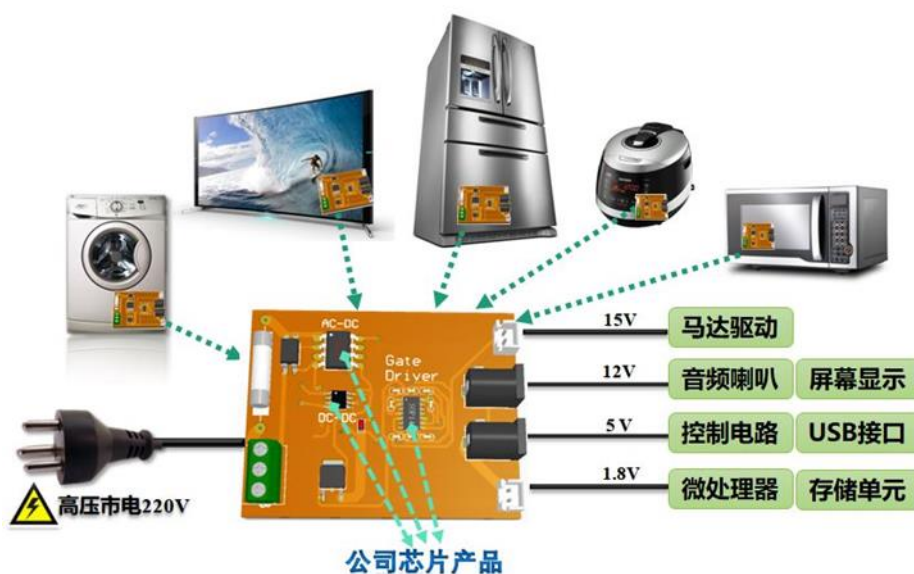 AC-DC
Gate
Driver
DC-DC
15V
马达驱动
12V
音频喇叭 屏幕显示
5 V
控制电路 USB接口
1.8V
微处理器 存储单元
高压市电220V
公司芯片产品